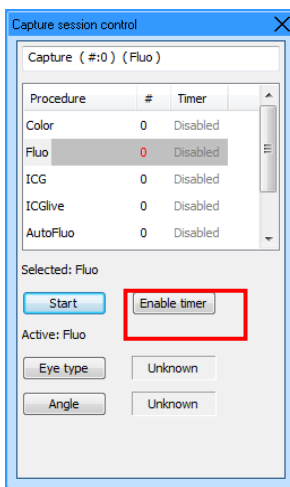 Capture session control
Capture ( #:0 ) ( Fluo )
Procedure # Timer
Color 0 Disabled
Fluo 0 Disabled
ICG 0 Disabled
ICGlive 0 Disabled
AutoFluo 0 Disabled
Selected: Fluo
Start Enable timer
Active: Fluo
Eye type Unknown
Angle Unknown